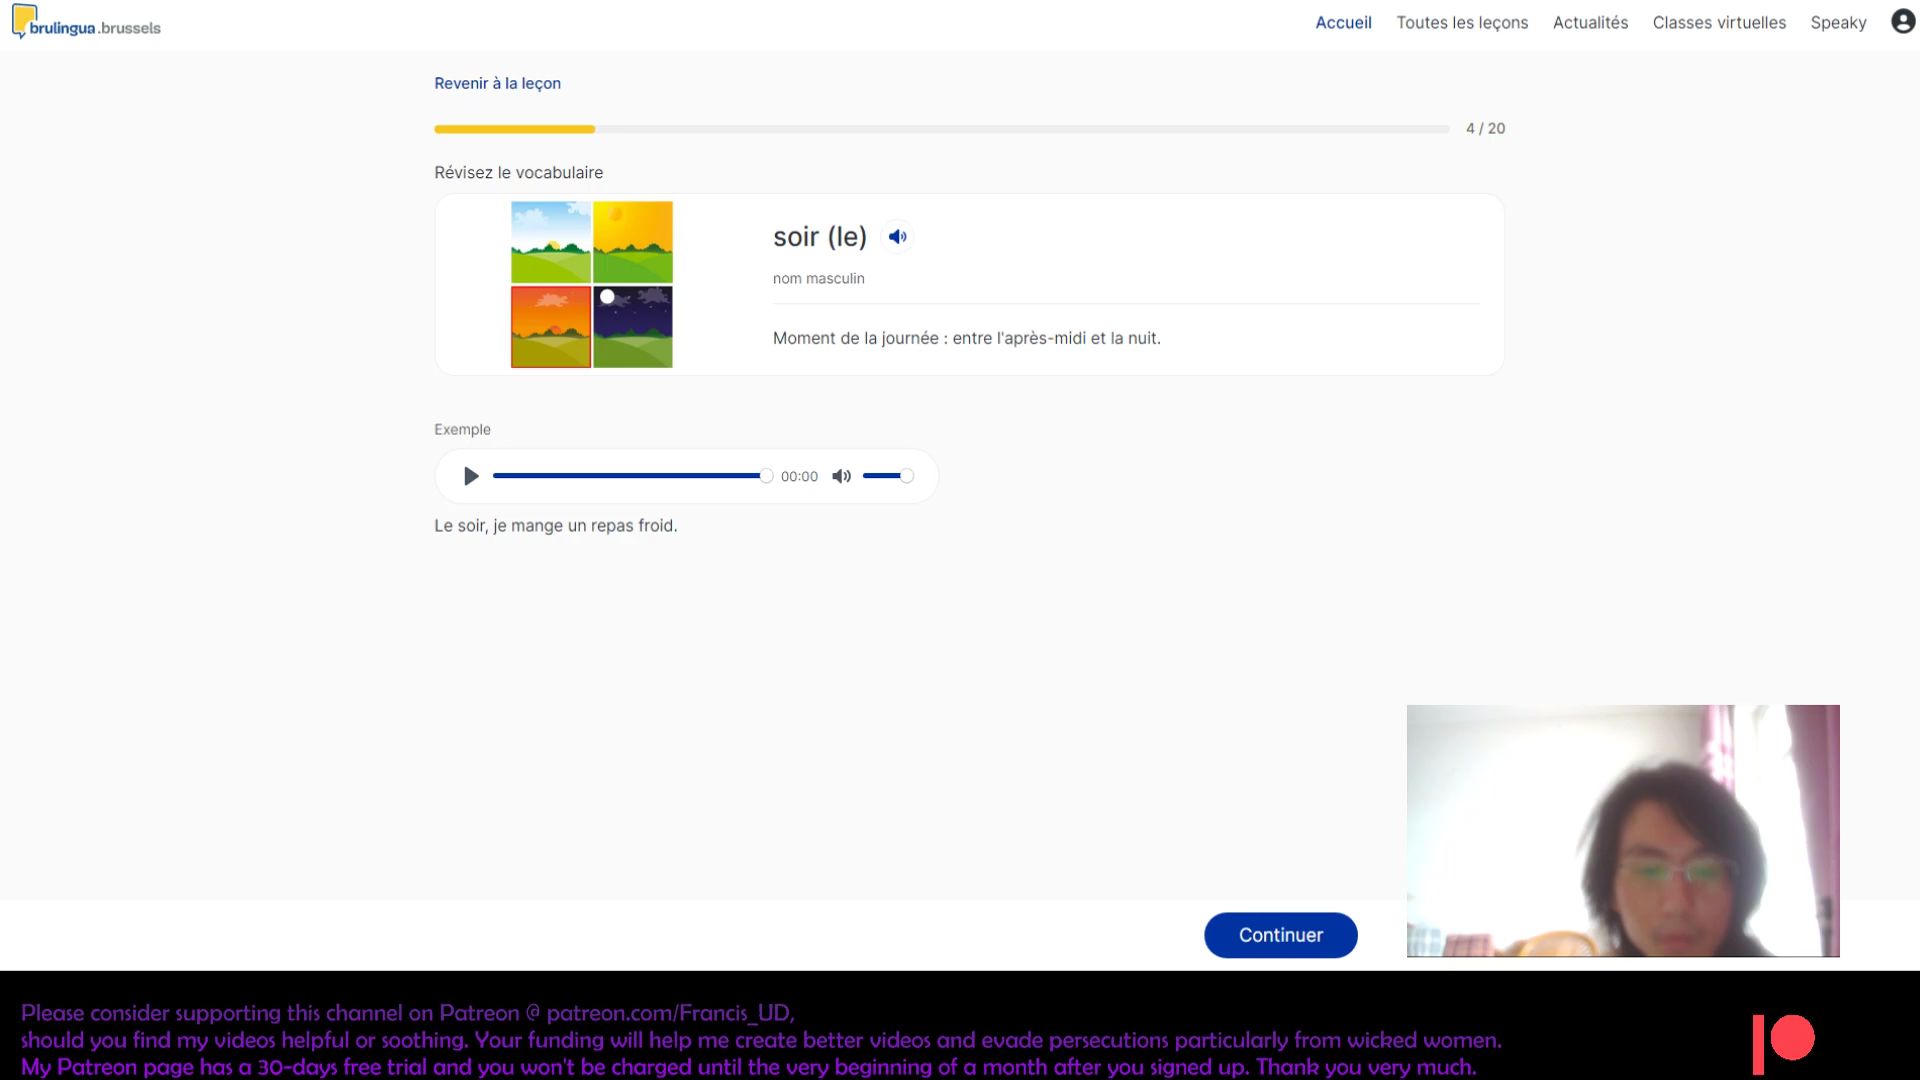 brulingua.brussels
Accueil
Toutes les leçons
Actualités
Classes virtuelles
Speaky
Revenir à la leçon
4 / 20
Révisez le vocabulaire
soir (le)
nom masculin
Moment de la journée : entre l'après-midi et la nuit.
Exemple
00:00
Le soir, je mange un repas froid.
Continuer
Please consider supporting this channel on Patreon @ patreon.com/Francis_UD,
should you find my videos helpful or soothing. Your funding will help me create better videos and evade persecutions particularly from wicked women.
My Patreon page has a 30-days free trial and you won't be charged until the very beginning of a month after you signed up. Thank you very much.